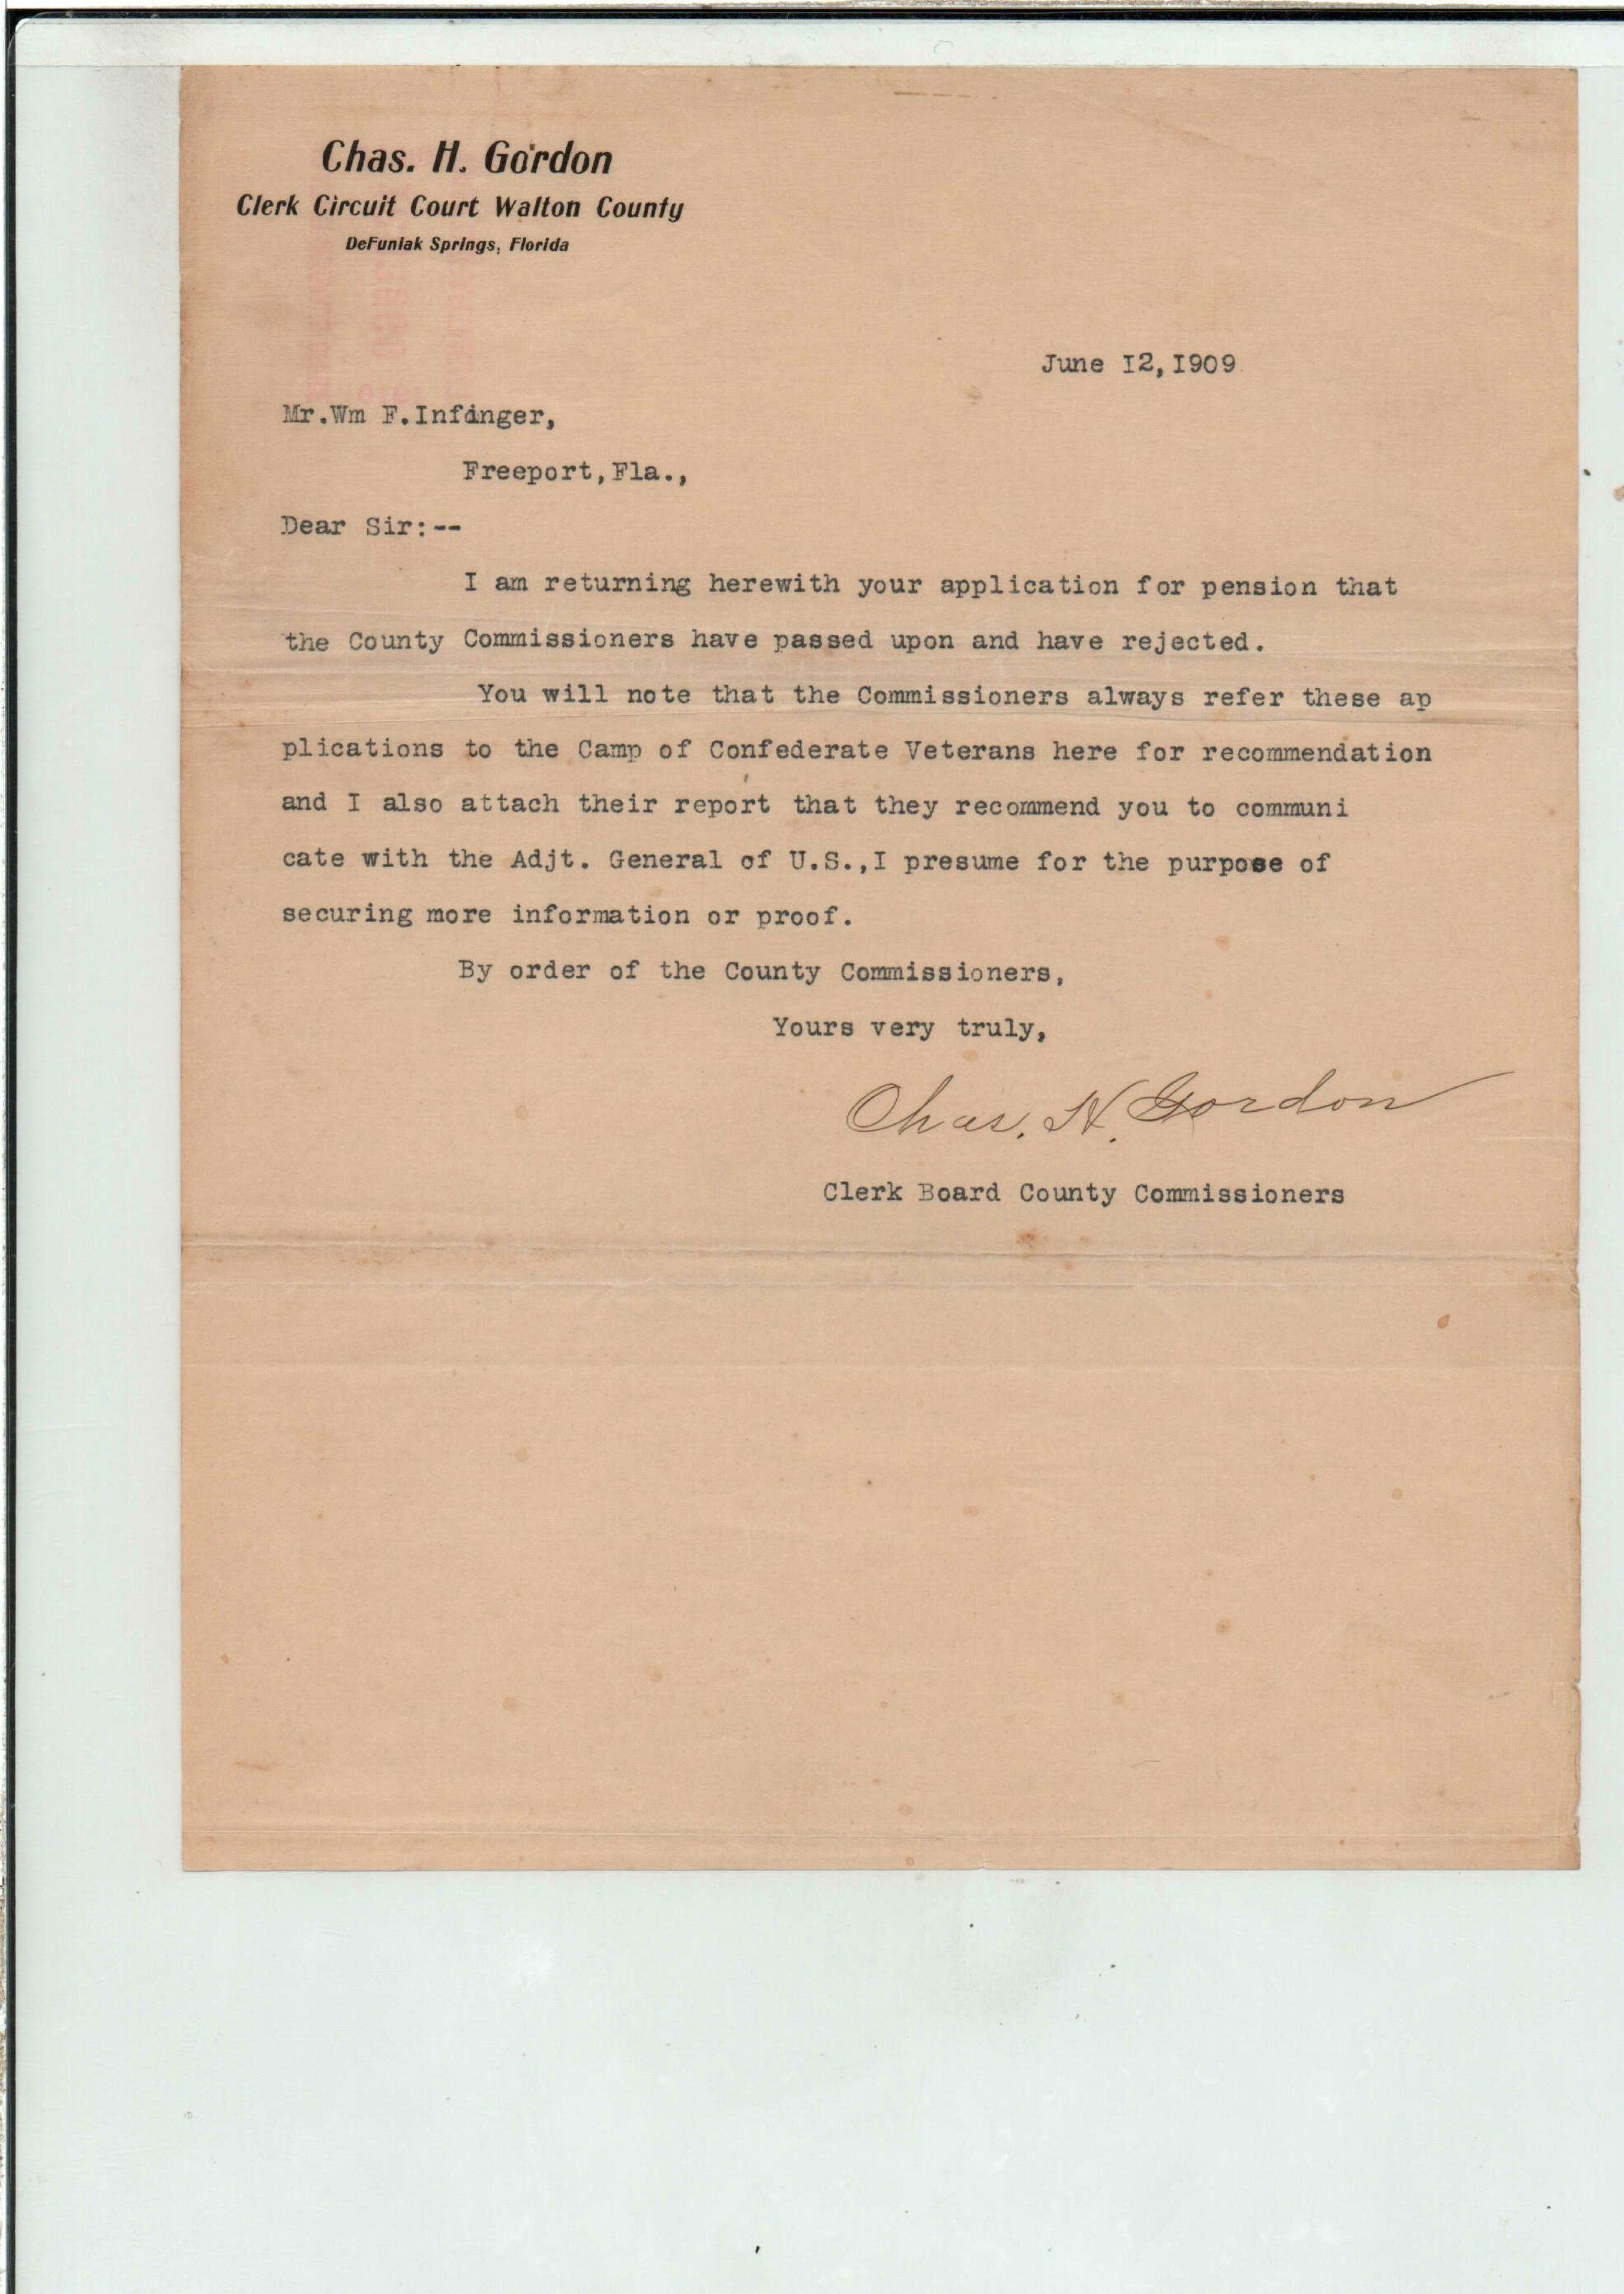 Chas. H. Gordon
Clerk Circuit Court Walton County
DeFuniak Springs, Florida
June I2,I909
Mr.Wm F.Infinger,
Freeport,Fla.,
Dear Sir:--
I am returning herewith your application for pension that
the County Commissioners have passed upon and have rejected.
You will note that the Commissioners always refer these ap
plications to the Camp of Confederate Veterans here for recommendation
and I also attach their report that they recommend you to communi
cate with the Adjt. General of U.S.,I presume for the purpose of
securing more information or proof.
By order of the County Commissioners,
Yours very truly,
Chas. H. Gordon
Clerk Board County Commissioners